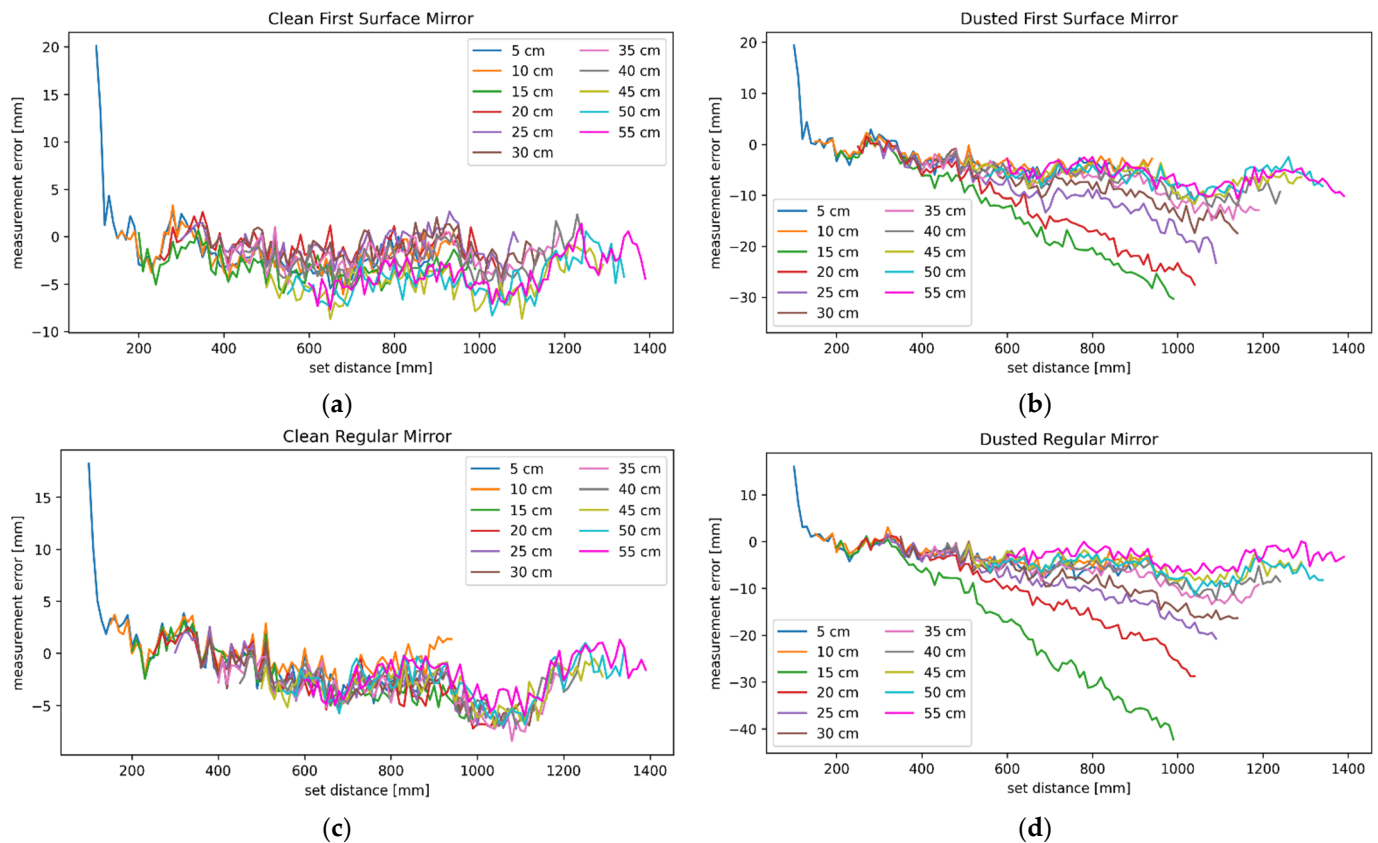 Clean First Surface Mirror
measurement error [mm]
20
15
10
5
0
−5
−10
200 400 600 800 1000 1200 1400
set distance [mm]
5 cm 35 cm
10 cm 40 cm
15 cm 45 cm
20 cm 50 cm
25 cm 55 cm
30 cm
(a)
Dusted First Surface Mirror
measurement error [mm]
20
10
0
−10
−20
−30
200 400 600 800 1000 1200 1400
set distance [mm]
5 cm 35 cm
10 cm 40 cm
15 cm 45 cm
20 cm 50 cm
25 cm 55 cm
30 cm
(b)
Clean Regular Mirror
measurement error [mm]
15
10
5
0
−5
200 400 600 800 1000 1200 1400
set distance [mm]
5 cm 35 cm
10 cm 40 cm
15 cm 45 cm
20 cm 50 cm
25 cm 55 cm
30 cm
(c)
Dusted Regular Mirror
measurement error [mm]
10
0
−10
−20
−30
−40
200 400 600 800 1000 1200 1400
set distance [mm]
5 cm 35 cm
10 cm 40 cm
15 cm 45 cm
20 cm 50 cm
25 cm 55 cm
30 cm
(d)